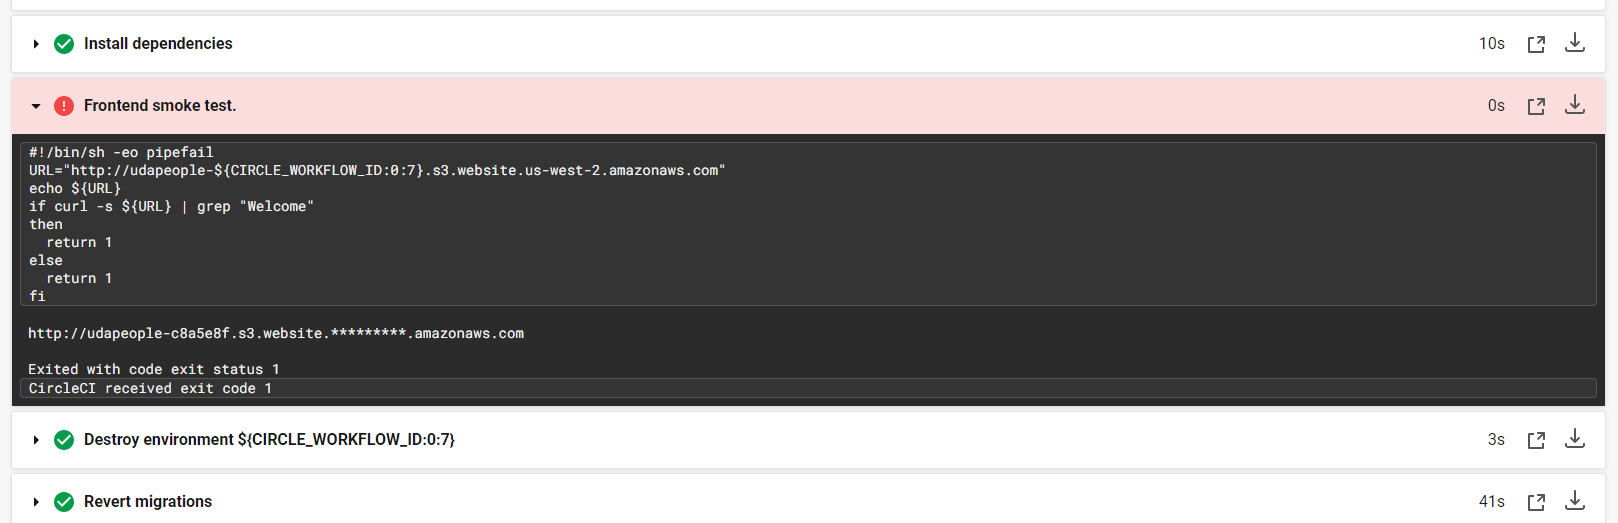 Install dependencies 10s
Frontend smoke test. 0s
#!/bin/sh -eo pipefail
URL="http://udapeople-${CIRCLE_WORKFLOW_ID:0:7}.s3.website.us-west-2.amazonaws.com"
echo ${URL}
if curl -s ${URL} | grep "Welcome"
then
  return 1
else
  return 1
fi
http://udapeople-c8a5e8f.s3.website.*********.amazonaws.com
Exited with code exit status 1
CircleCI received exit code 1
Destroy environment ${CIRCLE_WORKFLOW_ID:0:7} 3s
Revert migrations 41s